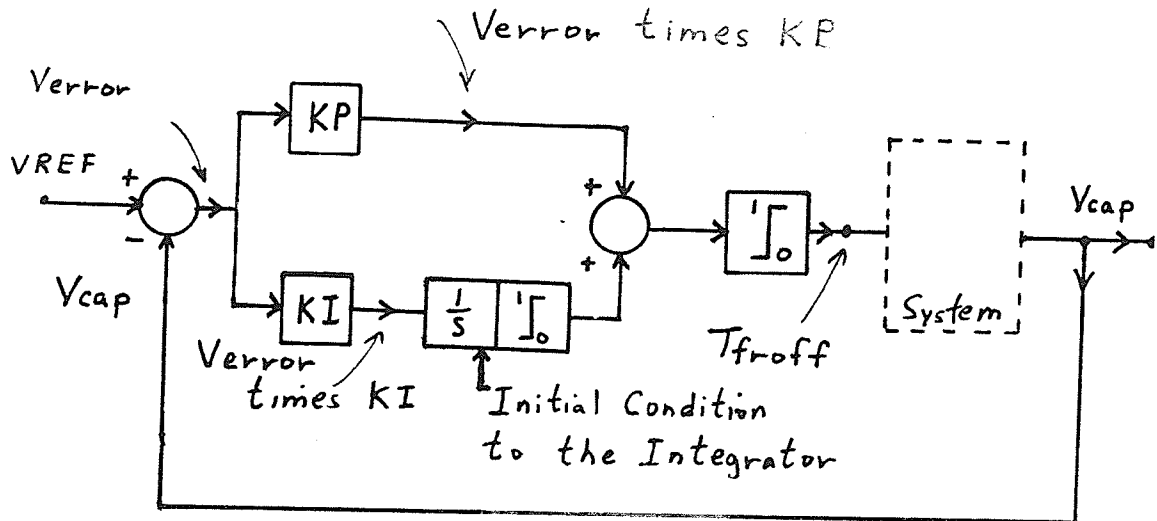 Verror times KP
Verror
KP
VREF
+
-
+
+
1
0
Vcap
Vcap
KI
1/S
1
0
System
Tfroff
Verror
times KI
Initial Condition
to the Integrator